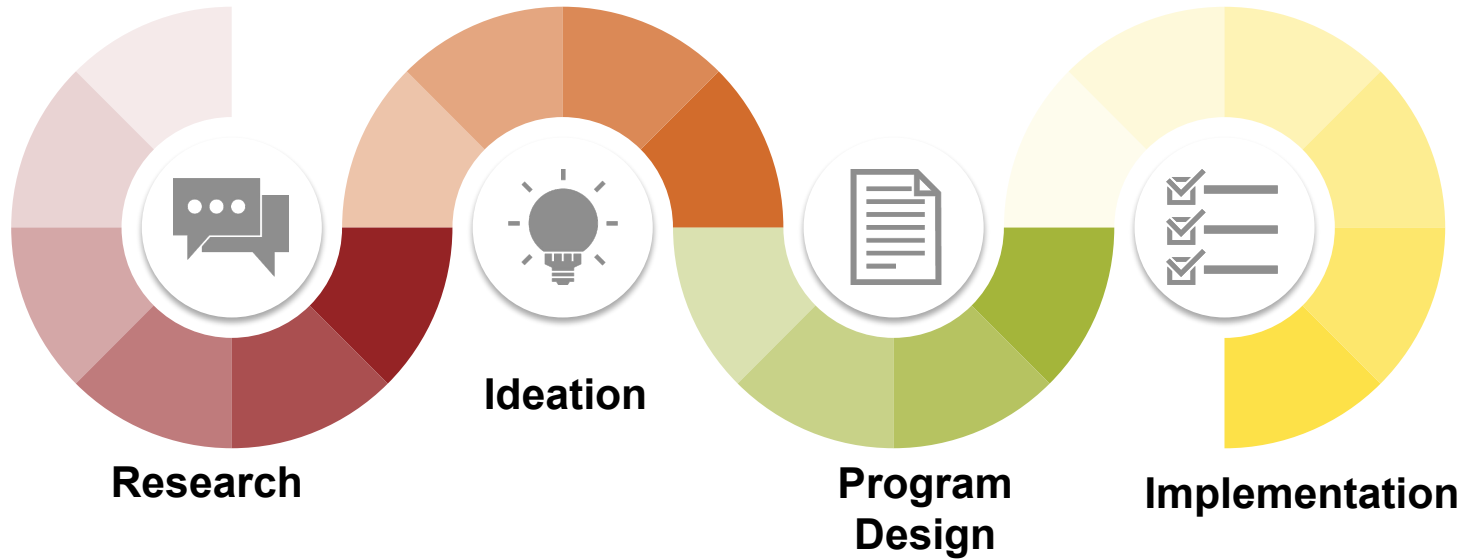 Research
Ideation
Program
Design
Implementation